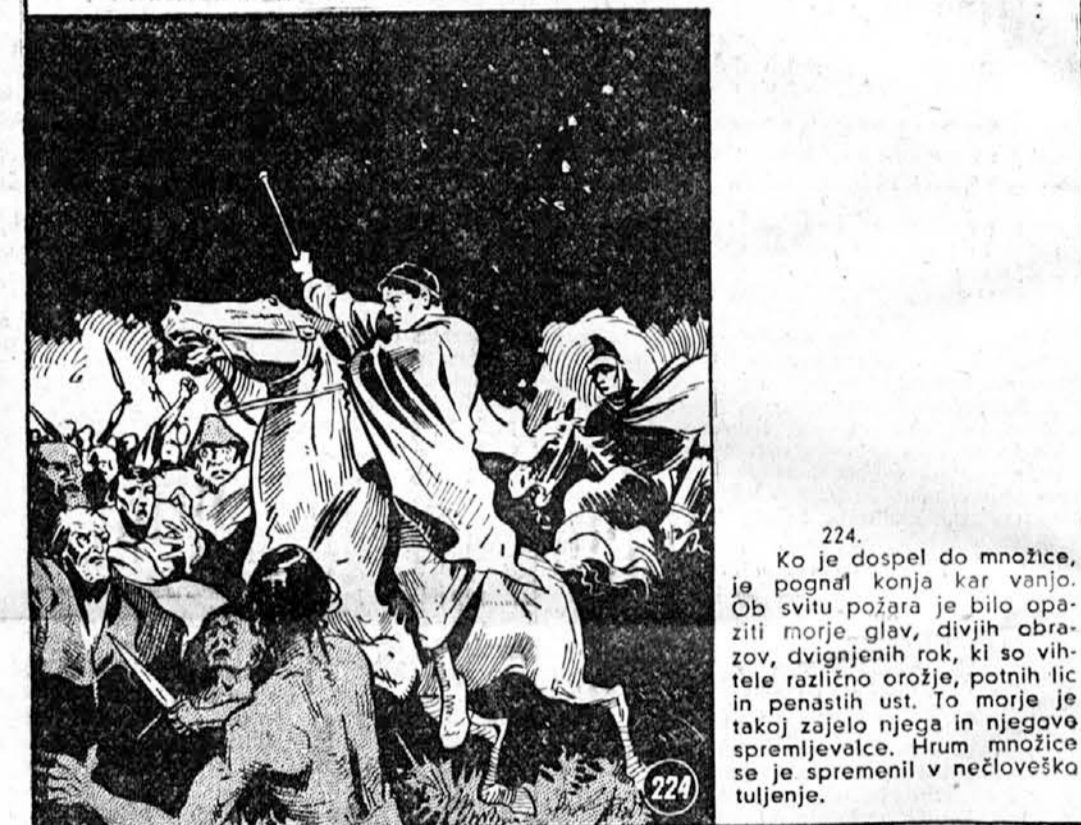 224.
Ko je dospel do množice,
je pognal konja kar vanjo.
Ob svitu požara je bilo opa-
ziti morje glav, divjih obra-
zov, dvignjenih rok, ki so vih-
tele različno orožje, potnih lic
in penastih ust. To morje je
takoj zajelo njega in njegove
spremljevalce. Hrum množice
se je spremenil v nečloveško
tuljenje.
224